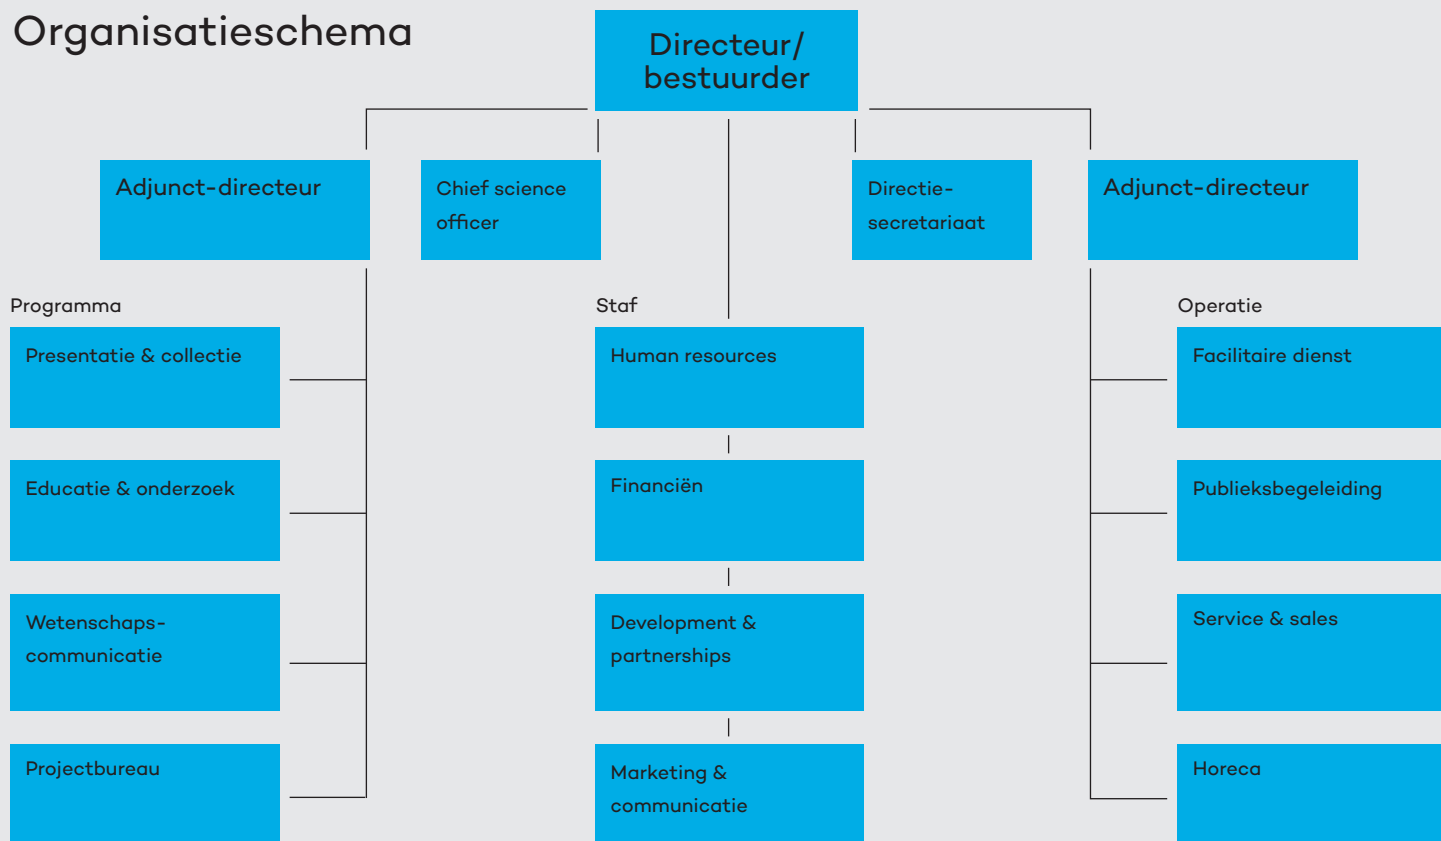 Organisatieschema
Directeur/
bestuurder
Adjunct-directeur
Chief science
officer
Directie-
secretariaat
Adjunct-directeur
Programma
Presentatie & collectie
Educatie & onderzoek
Wetenschaps-
communicatie
Projectbureau
Staf
Human resources
Financiën
Development &
partnerships
Marketing &
communicatie
Operatie
Facilitaire dienst
Publieksbegeleiding
Service & sales
Horeca